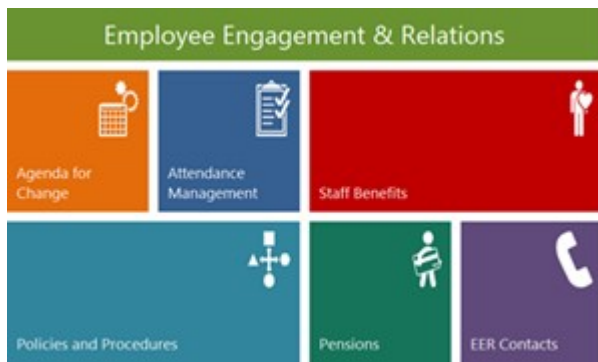 Employee Engagement & Relations
Agenda for
Change
Attendance
Management
Staff Benefits
Policies and Procedures
Pensions
EER Contacts